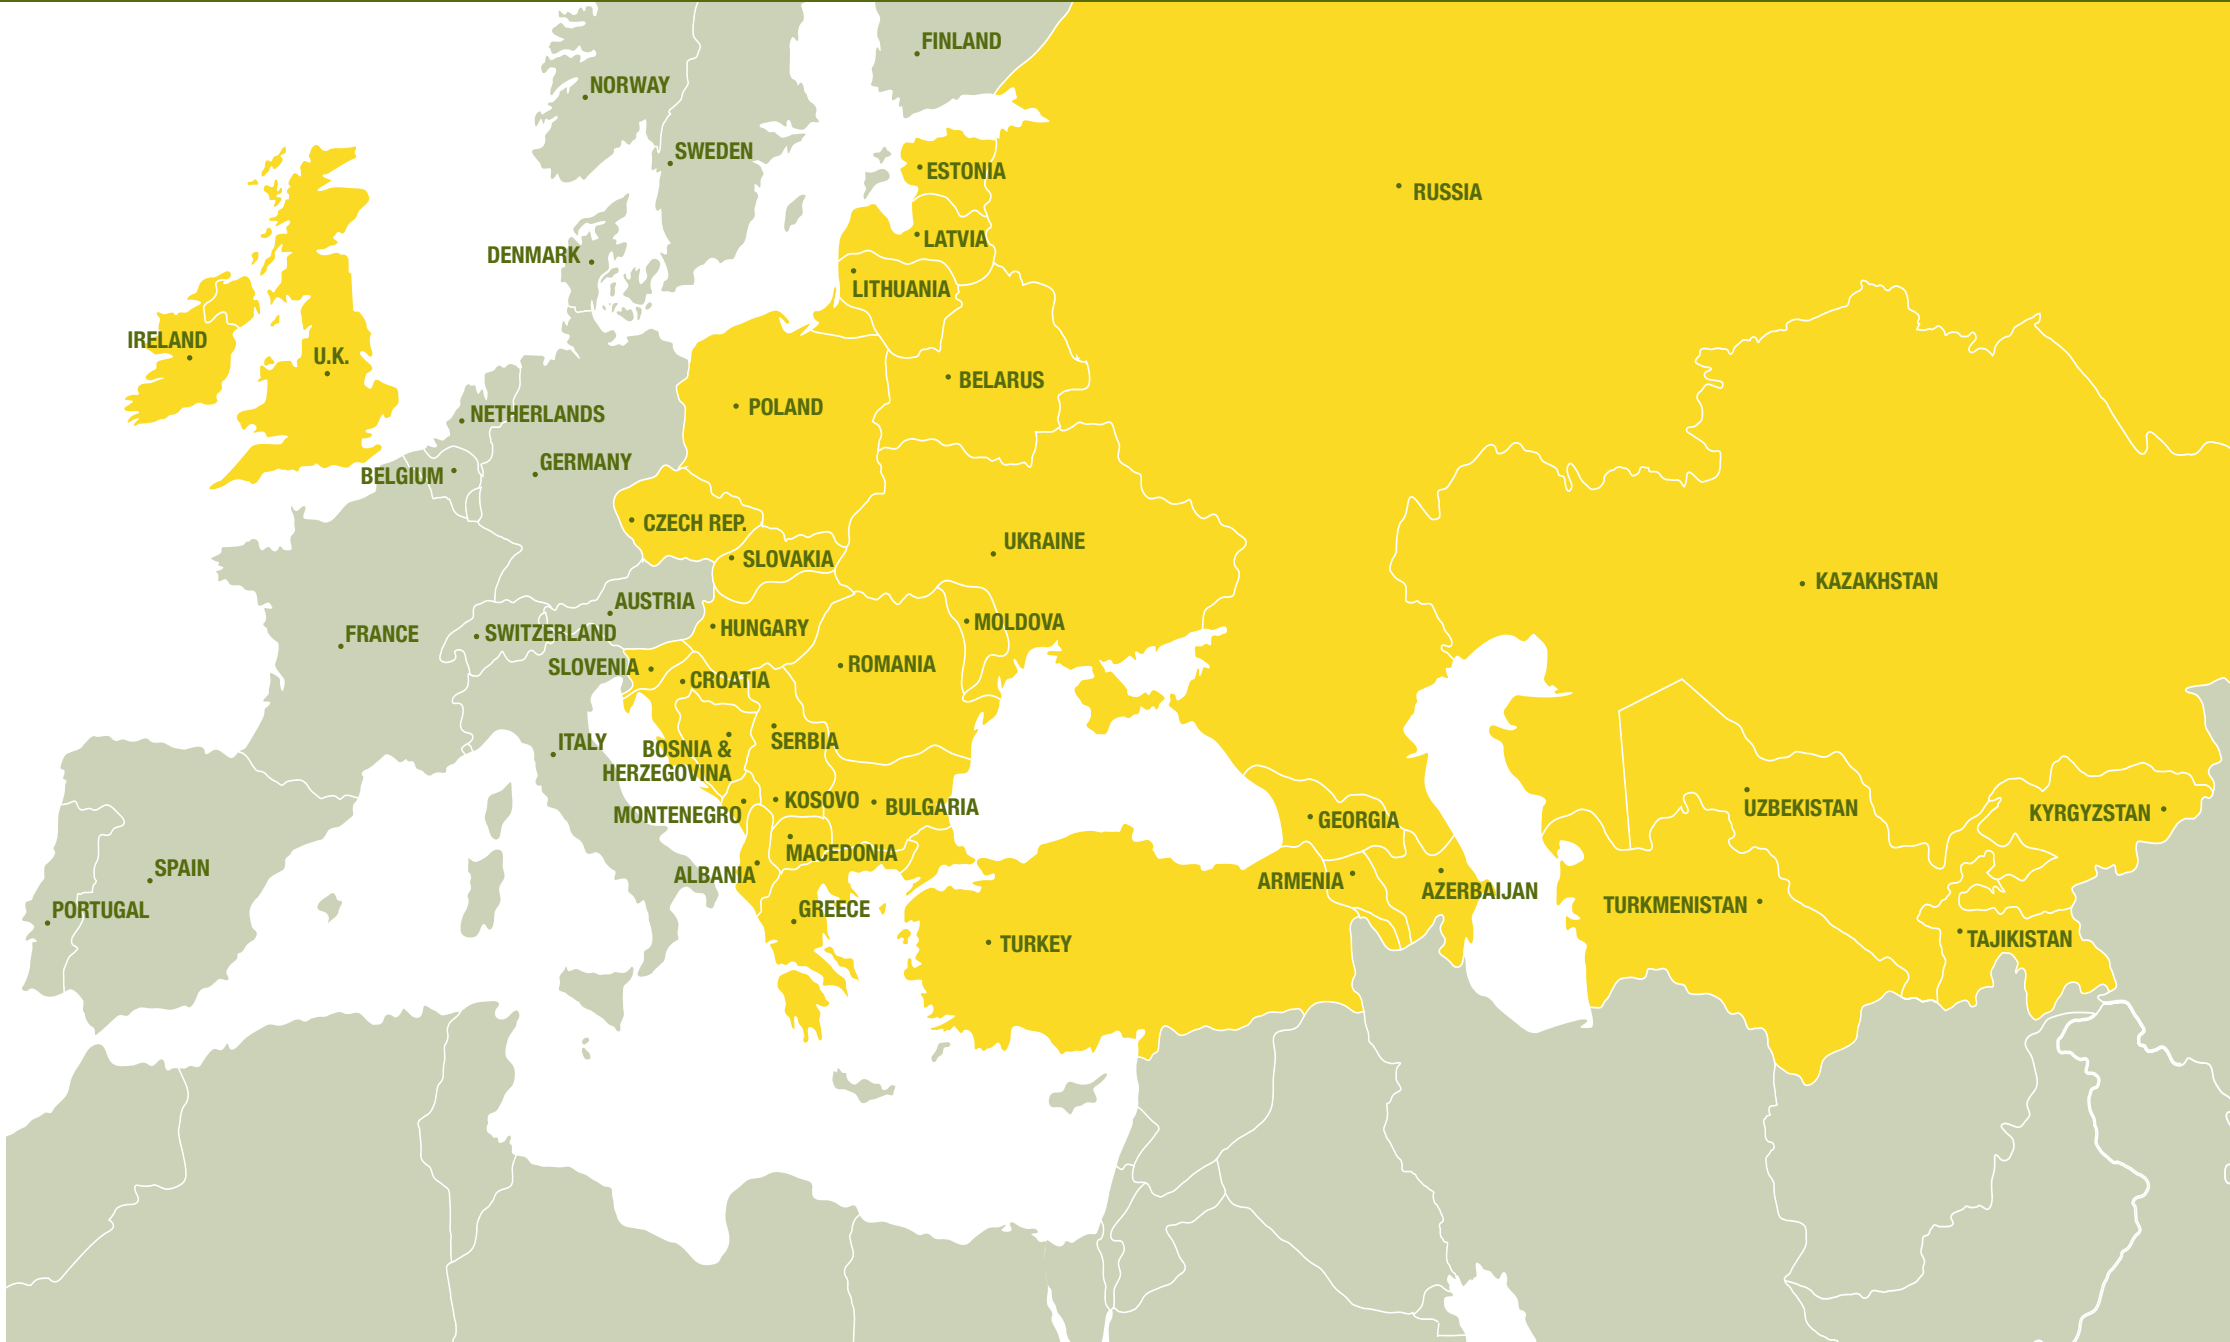 FINLAND
NORWAY
SWEDEN
ESTONIA
RUSSIA
LATVIA
DENMARK
LITHUANIA
IRELAND
U.K.
BELARUS
POLAND
NETHERLANDS
GERMANY
BELGIUM
CZECH REP.
UKRAINE
SLOVAKIA
KAZAKHSTAN
AUSTRIA
MOLDOVA
HUNGARY
FRANCE
SWITZERLAND
ROMANIA
SLOVENIA
CROATIA
ITALY
SERBIA
BOSNIA &
HERZEGOVINA
KOSOVO
BULGARIA
UZBEKISTAN
KYRGYZSTAN
MONTENEGRO
GEORGIA
MACEDONIA
SPAIN
ALBANIA
ARMENIA
AZERBAIJAN
TURKMENISTAN
PORTUGAL
GREECE
TAJIKISTAN
TURKEY